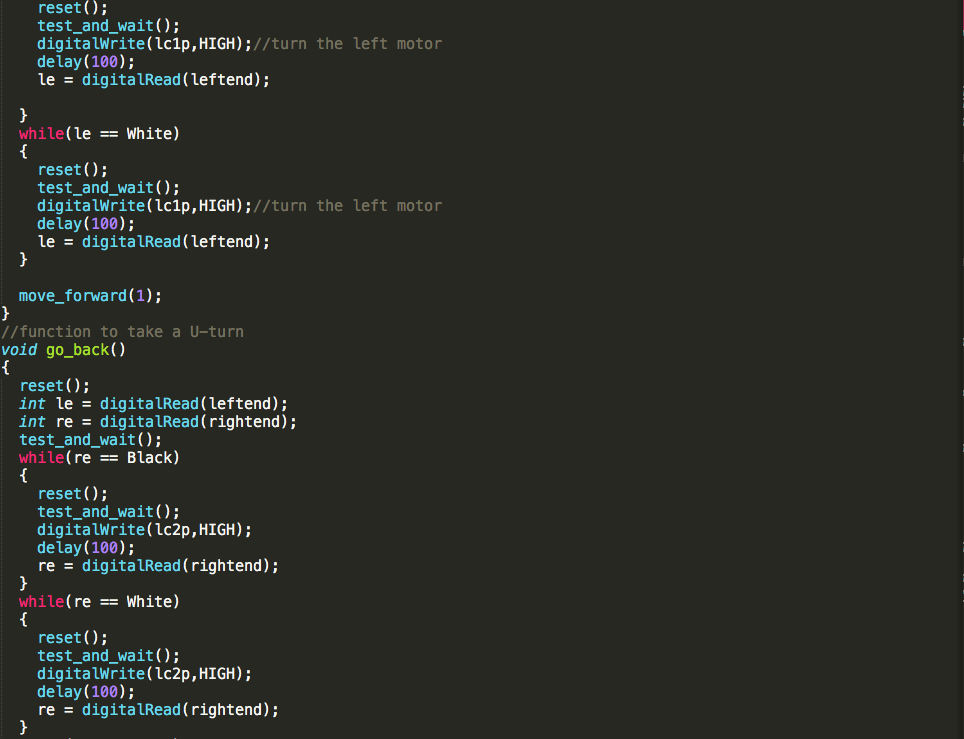 reset();
    test_and_wait();
    digitalWrite(lc1p,HIGH);//turn the left motor
    delay(100);
    le = digitalRead(leftend);

  }
  while(le == White)
  {
    reset();
    test_and_wait();
    digitalWrite(lc1p,HIGH);//turn the left motor
    delay(100);
    le = digitalRead(leftend);
  }

  move_forward(1);
}
//function to take a U-turn
void go_back()
{
  reset();
  int le = digitalRead(leftend);
  int re = digitalRead(rightend);
  test_and_wait();
  while(re == Black)
  {
    reset();
    test_and_wait();
    digitalWrite(lc2p,HIGH);
    delay(100);
    re = digitalRead(rightend);
  }
  while(re == White)
  {
    reset();
    test_and_wait();
    digitalWrite(lc2p,HIGH);
    delay(100);
    re = digitalRead(rightend);
  }